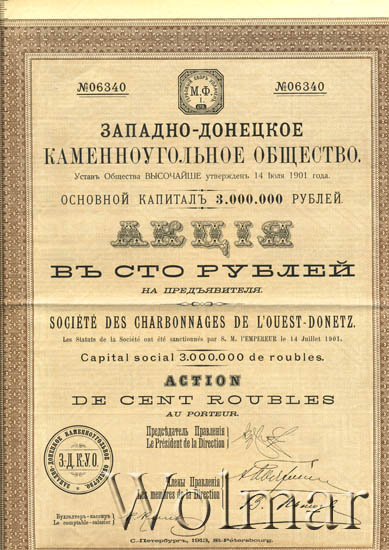 №06340
М.Ф.
I.
№06340
ЗАПАДНО-ДОНЕЦКОЕ
КАМЕННОУГОЛЬНОЕ ОБЩЕСТВО.
Уставъ Общества ВЫСОЧАЙШЕ утвержденъ 14 Іюля 1901 года.
ОСНОВНОЙ КАПИТАЛЪ 3.000.000 РУБЛЕЙ.
АКЦІЯ
ВЪ СТО РУБЛЕЙ
НА ПРЕДЪЯВИТЕЛЯ.
SOCIÉTÉ DES CHARBONNAGES DE L'OUEST-DONETZ.
Les Statuts de la Société ont été sanctionnés par S. M. l'EMPEREUR le 14 Juillet 1901.
Capital social 3.000.000 de roubles.
ACTION
DE CENT ROUBLES
AU PORTEUR.
Предсѣдатель Правленія
Le Président de la Direction
ЗАПАДНО-ДОНЕЦКОЕ КАМЕННОУГОЛЬНОЕ ОБЩЕСТВО.
З-Д.К.У.О.
Члены Правленія
Les membres de la Direction
Бухгалтеръ-кассиръ
Le comptable-caissier
Wolmar
С.-Петербургъ, 1913, St-Pétersbourg.